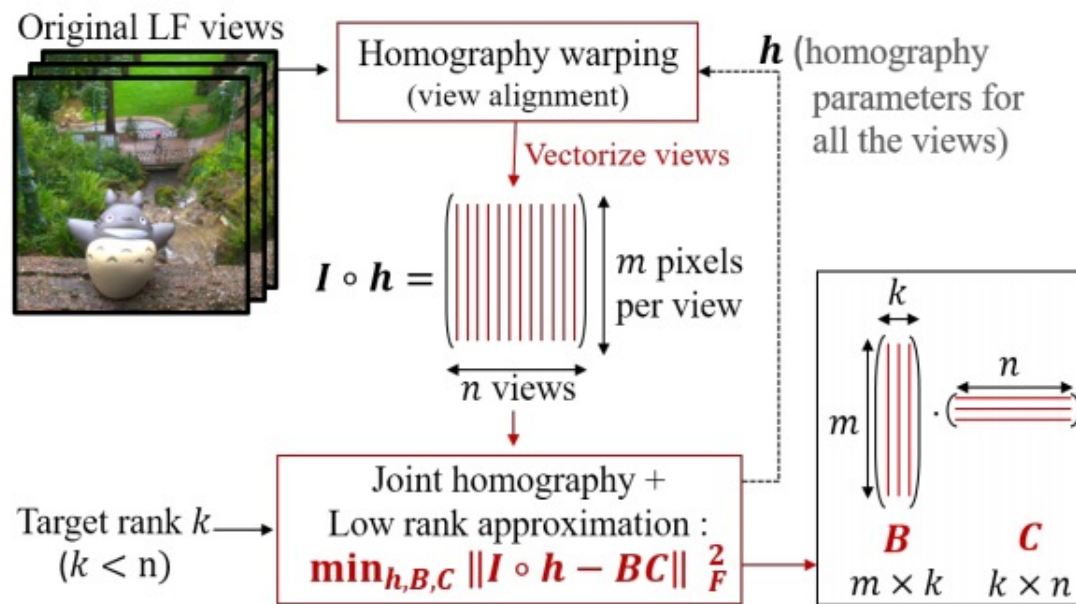 Original LF views
Homography warping
(view alignment)
h (homography
parameters for
all the views)
Vectorize views
I ∘ h =
m pixels
per view
n views
Target rank k
(k < n)
Joint homography +
Low rank approximation :
min_{h,B,C} ‖I ∘ h − BC‖ ²_F
k
m
n
·
B
C
m × k
k × n